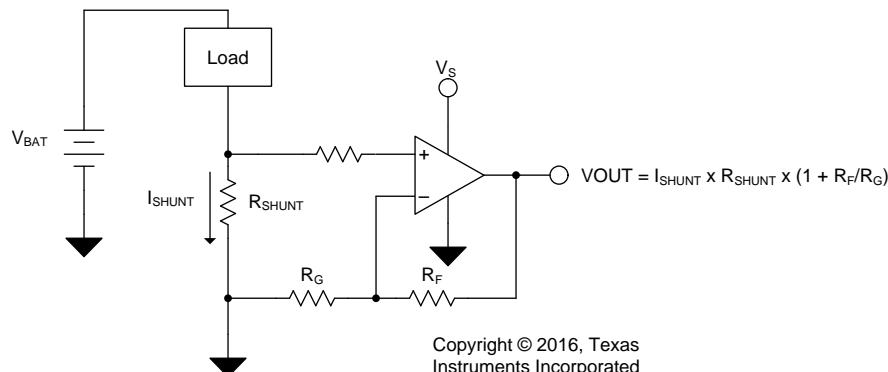 Load
V_S
V_BAT
+
−
VOUT = I_SHUNT x R_SHUNT x (1 + R_F/R_G)
I_SHUNT
R_SHUNT
R_G
R_F
Copyright © 2016, Texas
Instruments Incorporated